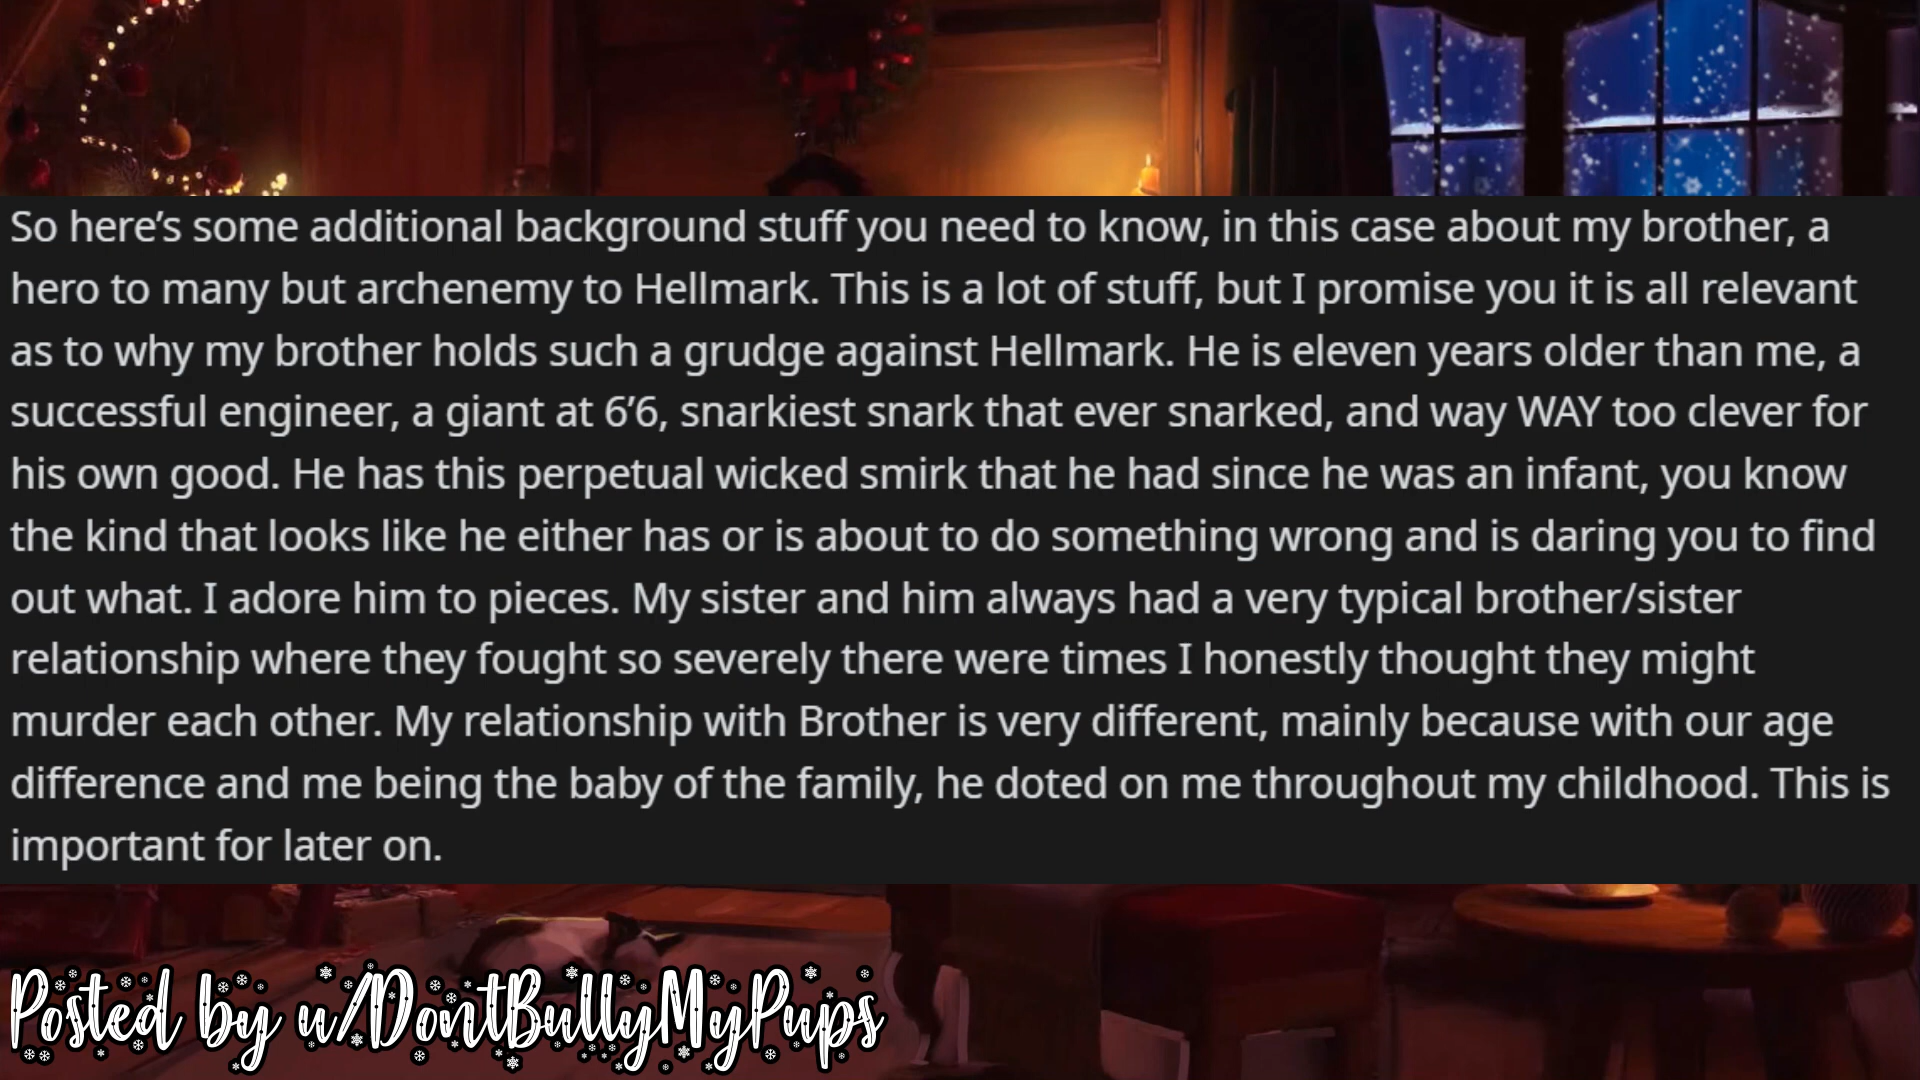 So here’s some additional background stuff you need to know, in this case about my brother, a
hero to many but archenemy to Hellmark. This is a lot of stuff, but I promise you it is all relevant
as to why my brother holds such a grudge against Hellmark. He is eleven years older than me, a
successful engineer, a giant at 6’6, snarkiest snark that ever snarked, and way WAY too clever for
his own good. He has this perpetual wicked smirk that he had since he was an infant, you know
the kind that looks like he either has or is about to do something wrong and is daring you to find
out what. I adore him to pieces. My sister and him always had a very typical brother/sister
relationship where they fought so severely there were times I honestly thought they might
murder each other. My relationship with Brother is very different, mainly because with our age
difference and me being the baby of the family, he doted on me throughout my childhood. This is
important for later on.
Posted by u/DontBullyMyPups